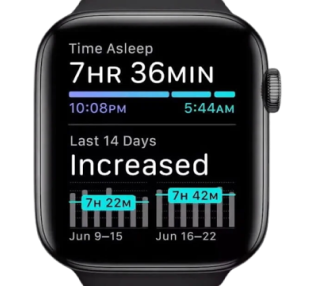 Time Asleep
7HR 36MIN
10:08PM 5:44AM
Last 14 Days
Increased
7H 22M 7H 42M
Jun 9–15 Jun 16–22